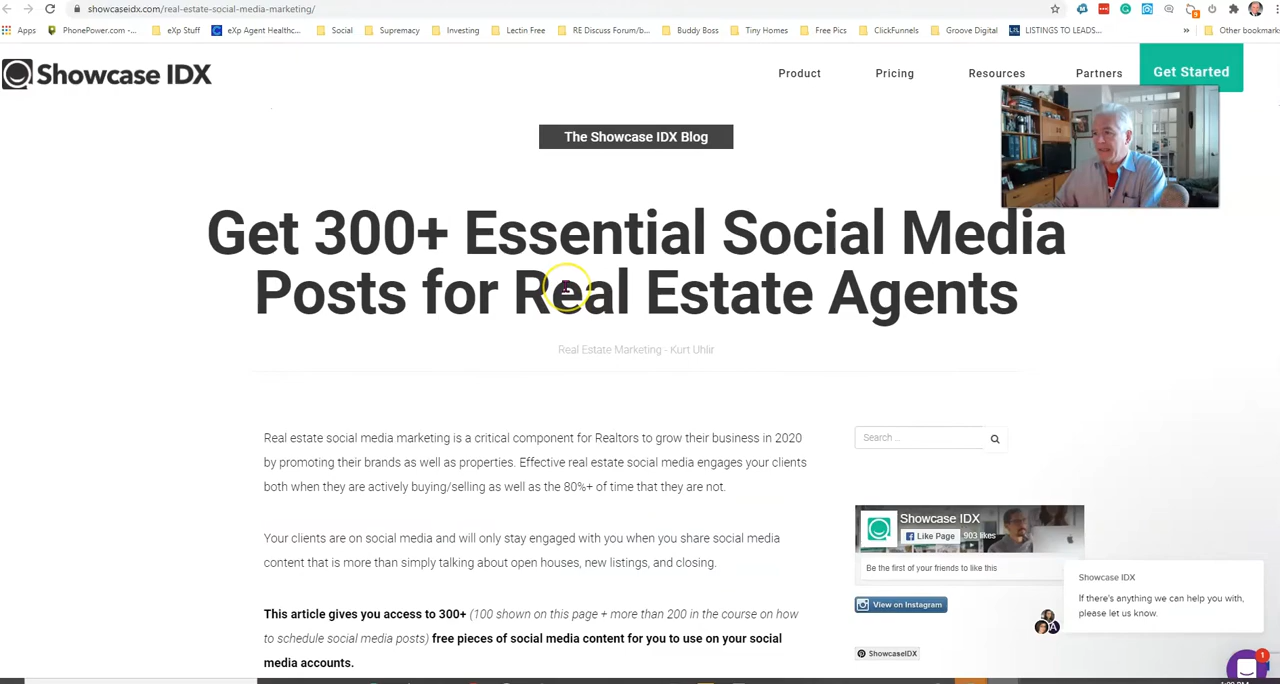 showcaseidx.com/real-estate-social-media-marketing/
Apps PhonePower.com -... eXp Stuff eXp Agent Healthc... Social Supremacy Investing Lectin Free RE Discuss Forum/b... Buddy Boss Tiny Homes Free Pics ClickFunnels Groove Digital LISTINGS TO LEADS... » Other bookmarks
Showcase IDX
Product Pricing Resources Partners Get Started
The Showcase IDX Blog
Get 300+ Essential Social Media
Posts for Real Estate Agents
Real Estate Marketing - Kurt Uhlir
Real estate social media marketing is a critical component for Realtors to grow their business in 2020
by promoting their brands as well as properties. Effective real estate social media engages your clients
both when they are actively buying/selling as well as the 80%+ of time that they are not.
Your clients are on social media and will only stay engaged with you when you share social media
content that is more than simply talking about open houses, new listings, and closing.
This article gives you access to 300+ (100 shown on this page + more than 200 in the course on how
to schedule social media posts) free pieces of social media content for you to use on your social
media accounts.
Search ...
Showcase IDX
Like Page 903 likes
Be the first of your friends to like this
View on Instagram
ShowcaseIDX
Showcase IDX
If there's anything we can help you with,
please let us know.
A
1